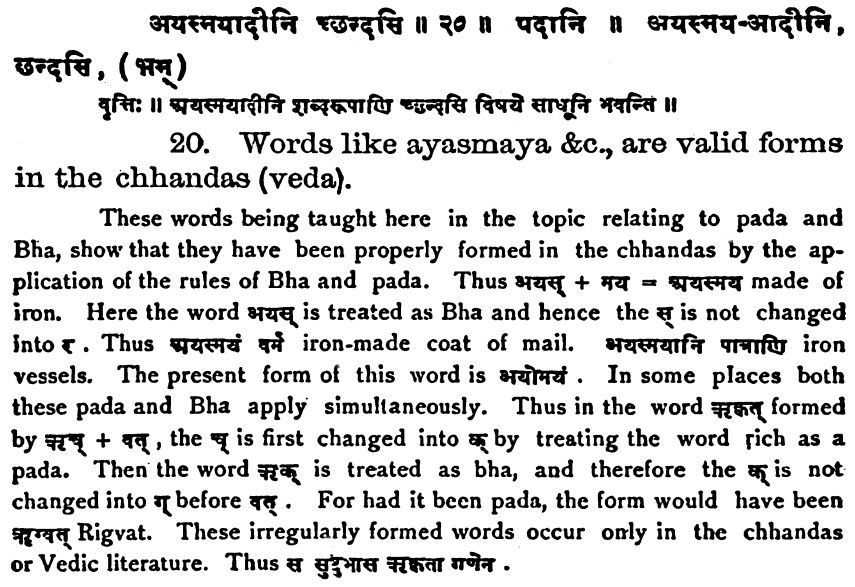 अयस्मयादीनि च्छन्दसि ॥ २० ॥ पदानि ॥ अयस्मय-आदीनि,
छन्दसि, (भम्)
वृत्तिः ॥ अयस्मयादीनि शब्दरूपाणि च्छन्दसि विषये साधूनि भवन्ति ॥
20. Words like ayasmaya &c., are valid forms
in the chhandas (veda).
These words being taught here in the topic relating to pada and
Bha, show that they have been properly formed in the chhandas by the ap-
plication of the rules of Bha and pada. Thus अयस् + मय = अयस्मय made of
iron. Here the word अयस् is treated as Bha and hence the स् is not changed
into र. Thus अयस्मयं वर्म iron-made coat of mail. अयस्मयानि पात्राणि iron
vessels. The present form of this word is अयोमयं. In some places both
these pada and Bha apply simultaneously. Thus in the word ऋक्वत् formed
by ऋच् + वत्, the च् is first changed into क् by treating the word rich as a
pada. Then the word ऋक् is treated as bha, and therefore the क् is not
changed into ग् before वत्. For had it been pada, the form would have been
ऋग्वत् Rigvat. These irregularly formed words occur only in the chhandas
or Vedic literature. Thus स सुष्टुभास ऋक्वता गणेन.